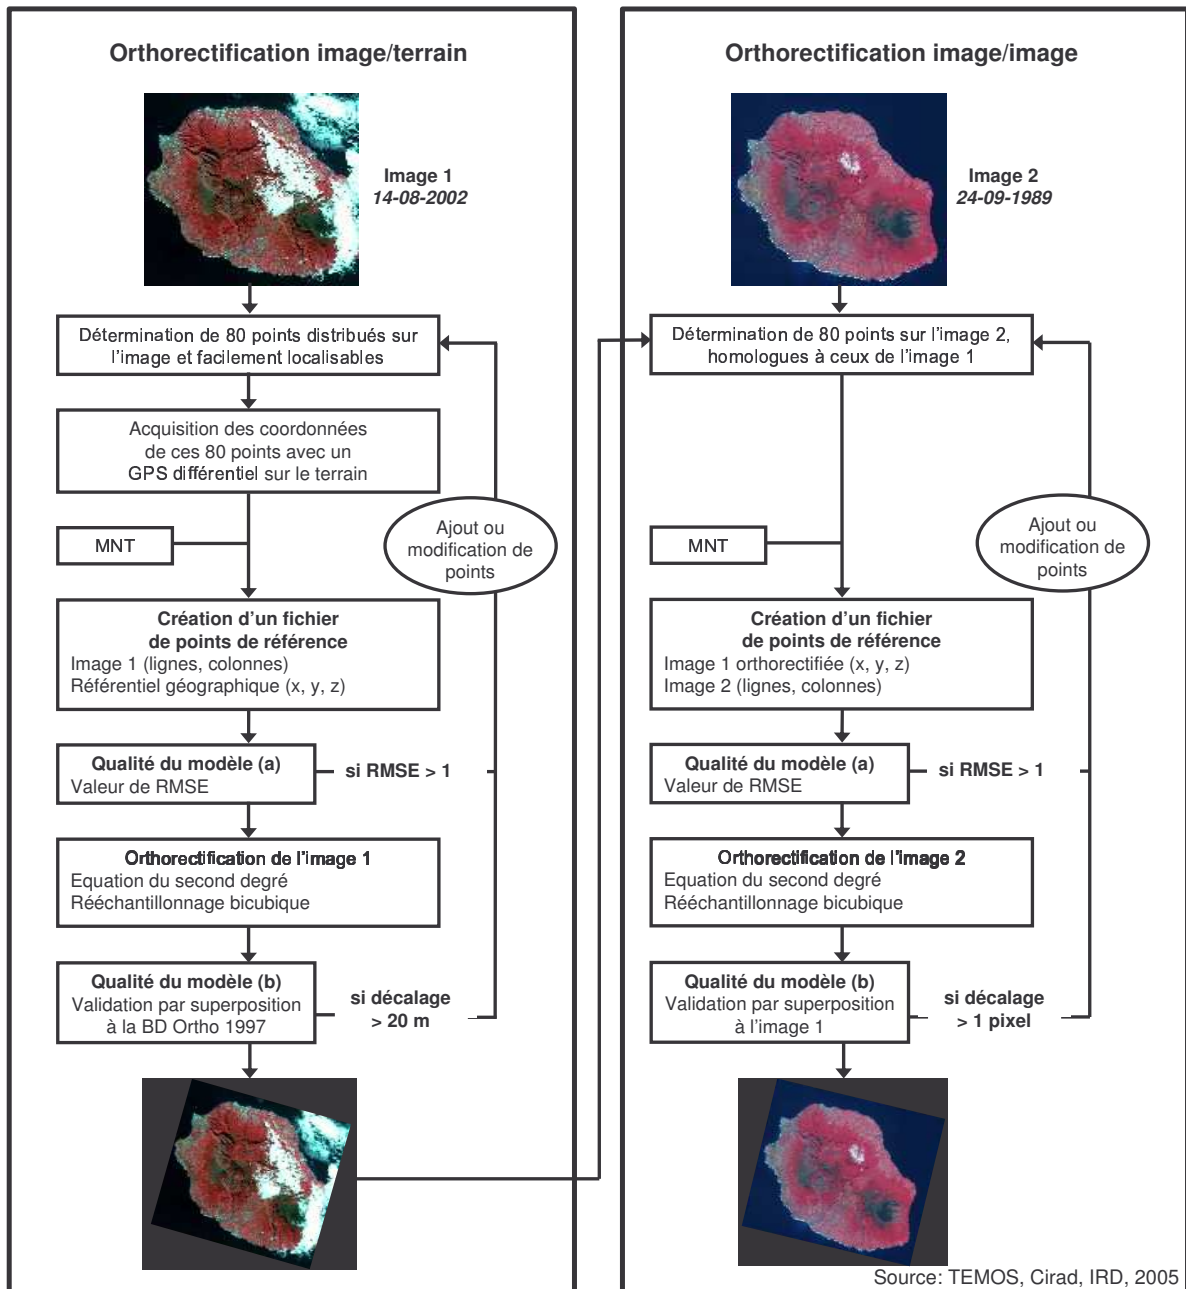 Orthorectification image/terrain
Image 1
14-08-2002
Détermination de 80 points distribués sur
l'image et facilement localisables
Acquisition des coordonnées
de ces 80 points avec un
GPS différentiel sur le terrain
MNT
Ajout ou
modification de
points
Création d'un fichier
de points de référence
Image 1 (lignes, colonnes)
Référentiel géographique (x, y, z)
Qualité du modèle (a)
Valeur de RMSE
si RMSE > 1
Orthorectification de l'image 1
Equation du second degré
Rééchantillonnage bicubique
Qualité du modèle (b)
Validation par superposition
à la BD Ortho 1997
si décalage
> 20 m
Orthorectification image/image
Image 2
24-09-1989
Détermination de 80 points sur l'image 2,
homologues à ceux de l'image 1
MNT
Ajout ou
modification de
points
Création d'un fichier
de points de référence
Image 1 orthorectifiée (x, y, z)
Image 2 (lignes, colonnes)
Qualité du modèle (a)
Valeur de RMSE
si RMSE > 1
Orthorectification de l'image 2
Equation du second degré
Rééchantillonnage bicubique
Qualité du modèle (b)
Validation par superposition
à l'image 1
si décalage
> 1 pixel
Source: TEMOS, Cirad, IRD, 2005